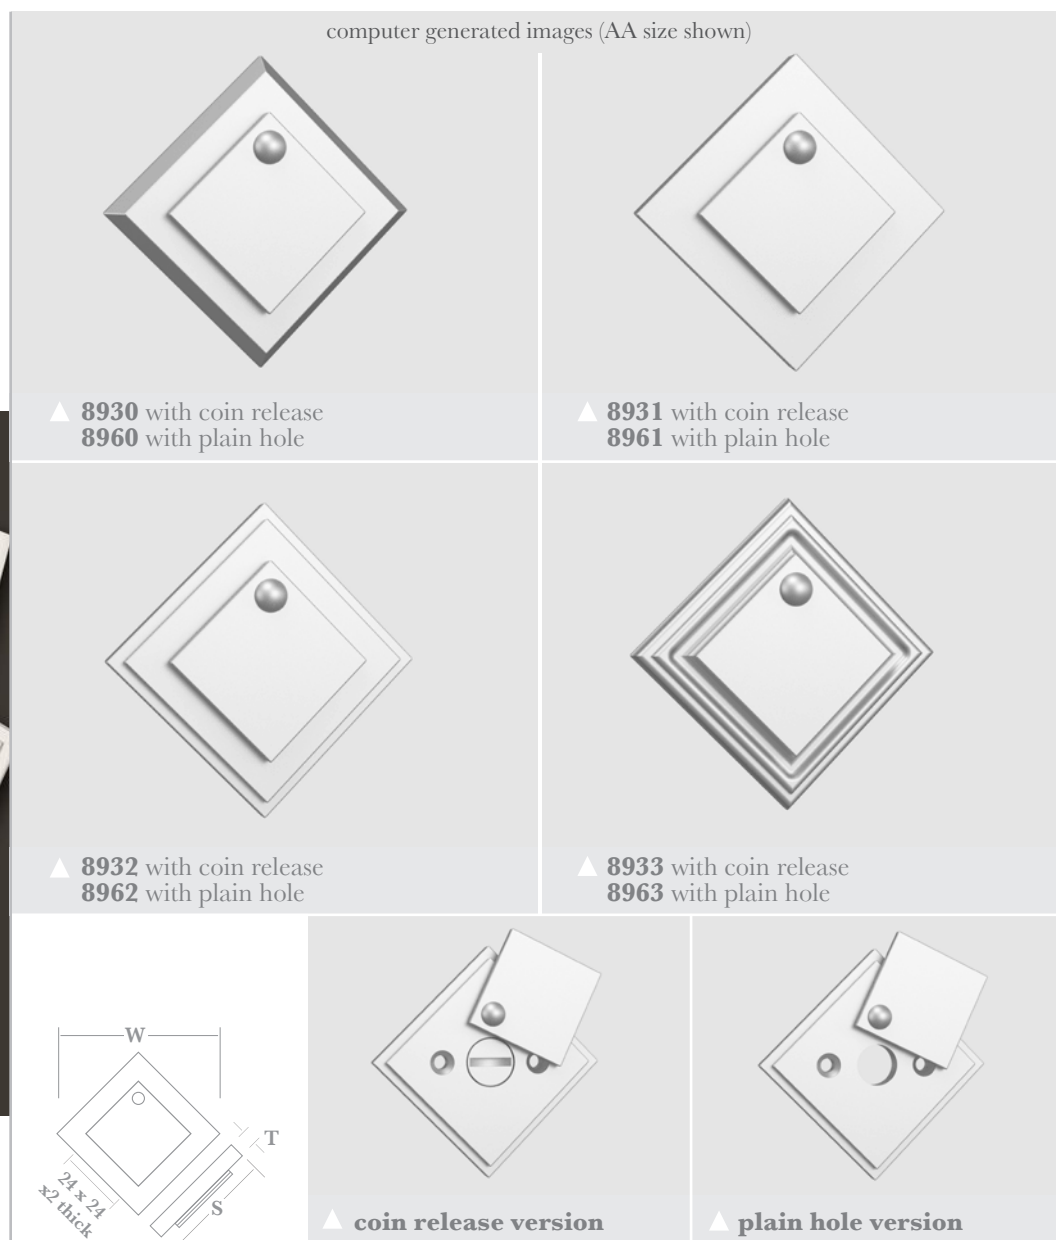 computer generated images (AA size shown)
8930 with coin release
8960 with plain hole
8931 with coin release
8961 with plain hole
8932 with coin release
8962 with plain hole
8933 with coin release
8963 with plain hole
W
T
S
24 x 24
x2 thick
coin release version
plain hole version